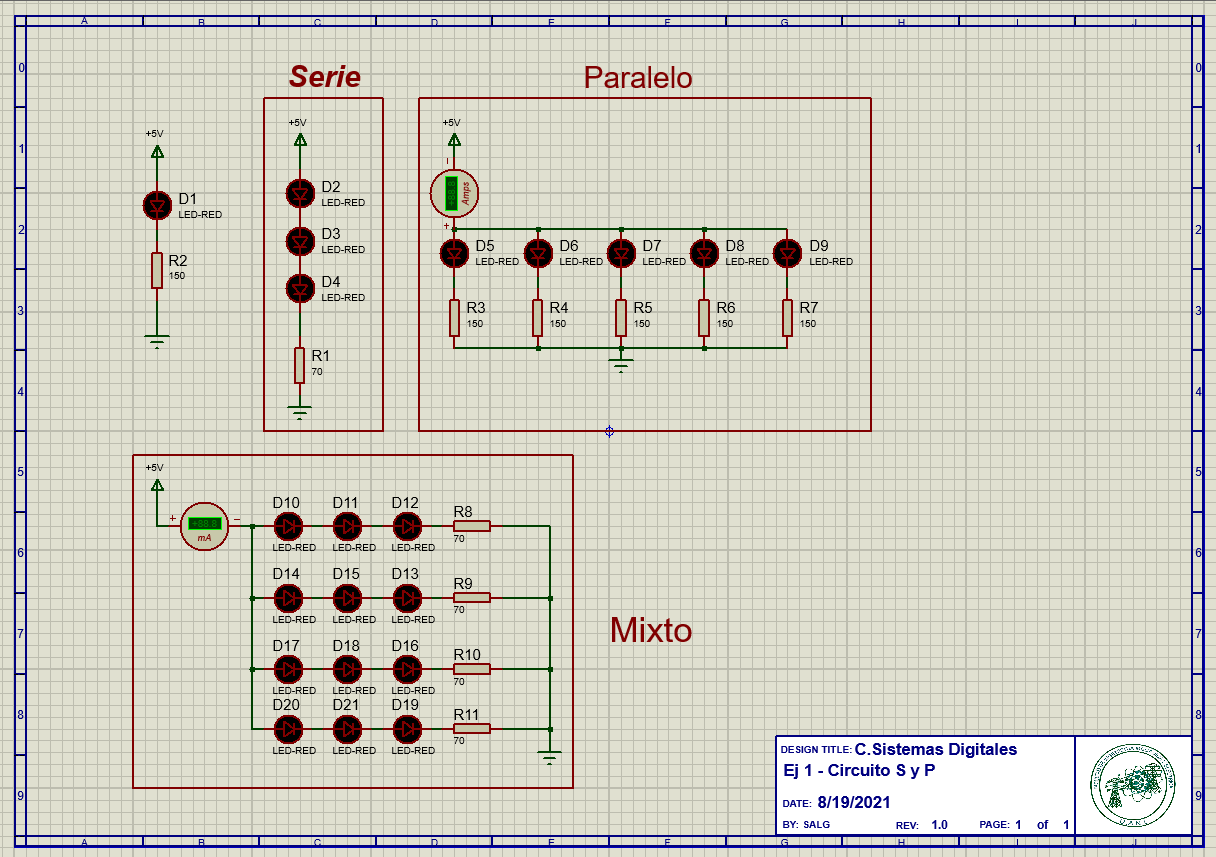 A B C D E F G H I J
0 0
1 1
2 2
3 3
4 4
5 5
6 6
7 7
8 8
9 9
Serie
Paralelo
+5V
D1
LED-RED
R2
150
+5V
D2
LED-RED
D3
LED-RED
D4
LED-RED
R1
70
+5V
Amps
D5
LED-RED
D6
LED-RED
D7
LED-RED
D8
LED-RED
D9
LED-RED
R3
150
R4
150
R5
150
R6
150
R7
150
+5V
+88.8
mA
D10
LED-RED
D11
LED-RED
D12
LED-RED
R8
70
D14
LED-RED
D15
LED-RED
D13
LED-RED
R9
70
D17
LED-RED
D18
LED-RED
D16
LED-RED
R10
70
D20
LED-RED
D21
LED-RED
D19
LED-RED
R11
70
Mixto
DESIGN TITLE: C.Sistemas Digitales
Ej 1 - Circuito S y P
DATE: 8/19/2021
BY: SALG REV: 1.0 PAGE: 1 of 1
A B C D E F G H I J